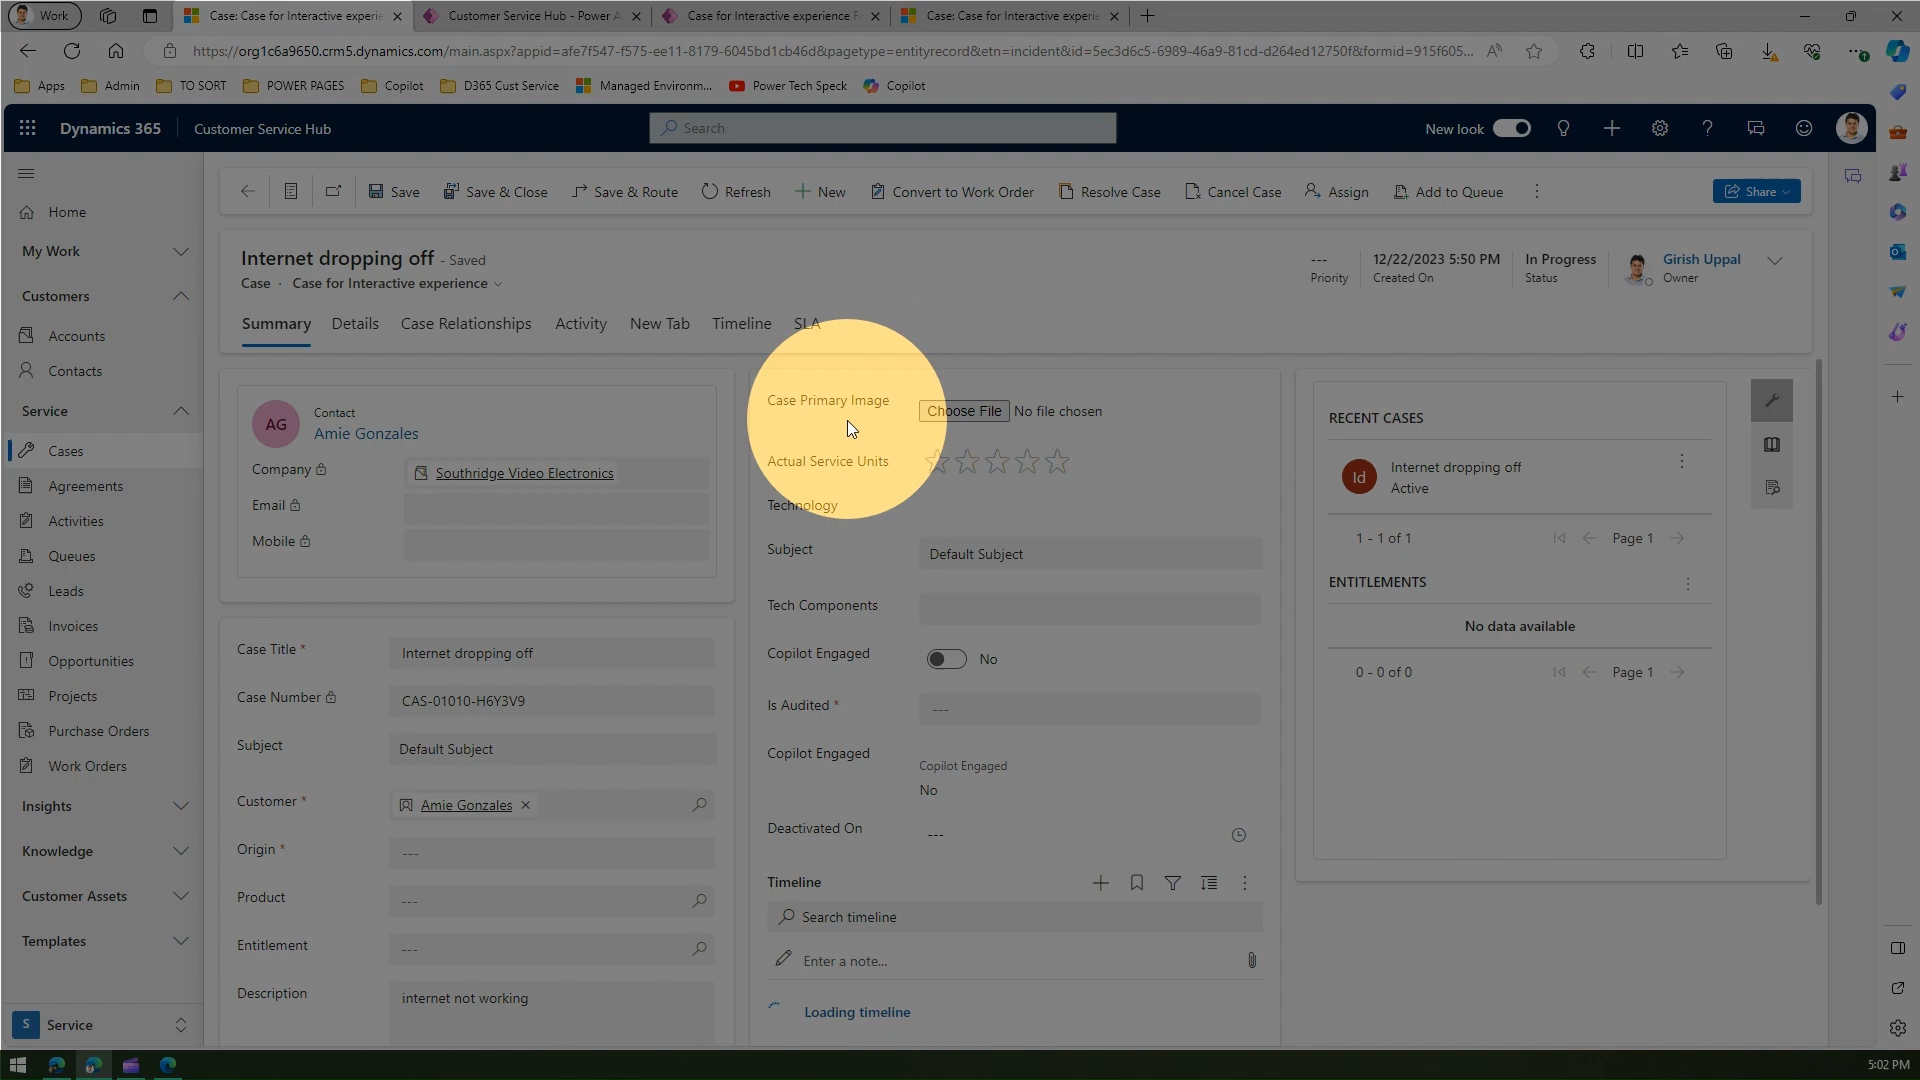 Work
Case: Case for Interactive experie
Customer Service Hub - Power A
Case for Interactive experience F
Case: Case for Interactive experie
https://org1c6a9650.crm5.dynamics.com/main.aspx?appid=afe7f547-f575-ee11-8179-6045bd1cb46d&pagetype=entityrecord&etn=incident&id=5ec3d6c5-6989-46a9-81cd-d264ed12750f&formid=915f605...
Apps
Admin
TO SORT
POWER PAGES
Copilot
D365 Cust Service
Managed Environm...
Power Tech Speck
Copilot
Dynamics 365
Customer Service Hub
Search
New look
Save
Save & Close
Save & Route
Refresh
New
Convert to Work Order
Resolve Case
Cancel Case
Assign
Add to Queue
Share
Home
My Work
Customers
Accounts
Contacts
Service
Cases
Agreements
Activities
Queues
Leads
Invoices
Opportunities
Projects
Purchase Orders
Work Orders
Insights
Knowledge
Customer Assets
Templates
S Service
Internet dropping off - Saved
Case · Case for Interactive experience
---
Priority
12/22/2023 5:50 PM
Created On
In Progress
Status
Girish Uppal
Owner
Summary
Details
Case Relationships
Activity
New Tab
Timeline
SLA
AG
Contact
Amie Gonzales
Company
Southridge Video Electronics
Email
Mobile
Case Title *
Internet dropping off
Case Number
CAS-01010-H6Y3V9
Subject
Default Subject
Customer *
Amie Gonzales
Origin *
---
Product
---
Entitlement
---
Description
internet not working
Case Primary Image
Choose File No file chosen
Actual Service Units
Technology
Subject
Default Subject
Tech Components
Copilot Engaged
No
Is Audited *
---
Copilot Engaged
Copilot Engaged
No
Deactivated On
---
Timeline
Search timeline
Enter a note...
Loading timeline
RECENT CASES
Id
Internet dropping off
Active
1 - 1 of 1
Page 1
ENTITLEMENTS
No data available
0 - 0 of 0
Page 1
5:02 PM